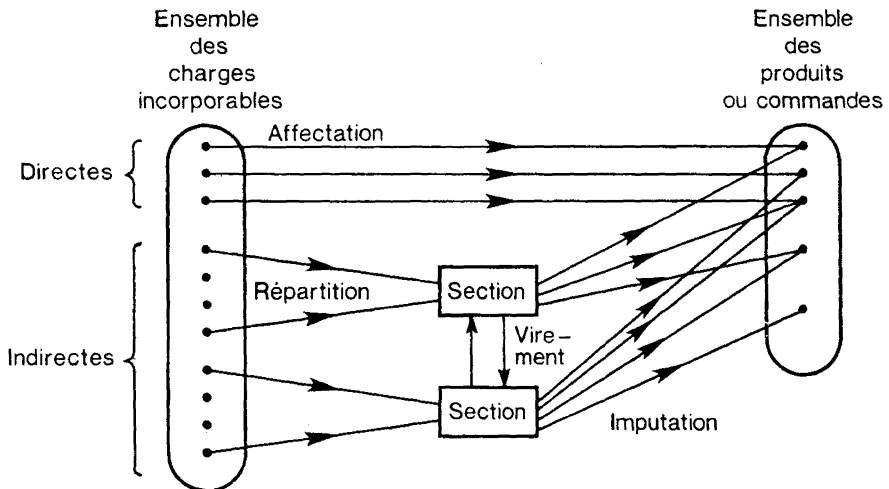 Ensemble
des
charges
incorporables
Ensemble
des
produits
ou commandes
Affectation
Directes
Répartition
Section
Vire-
ment
Indirectes
Section
Imputation